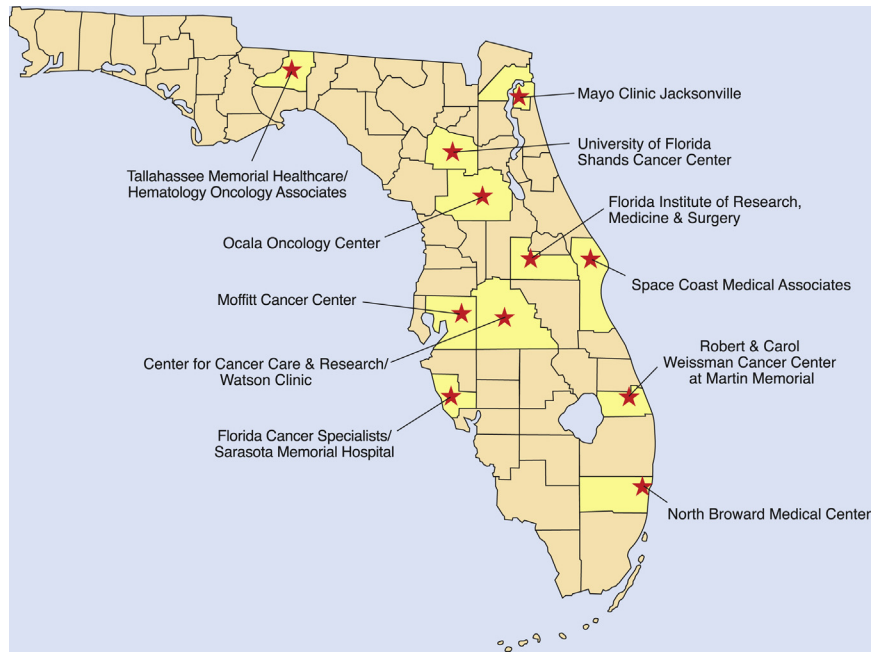 Mayo Clinic Jacksonville
University of Florida
Shands Cancer Center
Tallahassee Memorial Healthcare/
Hematology Oncology Associates
Florida Institute of Research,
Medicine & Surgery
Ocala Oncology Center
Space Coast Medical Associates
Moffitt Cancer Center
Robert & Carol
Weissman Cancer Center
at Martin Memorial
Center for Cancer Care & Research/
Watson Clinic
Florida Cancer Specialists/
Sarasota Memorial Hospital
North Broward Medical Center